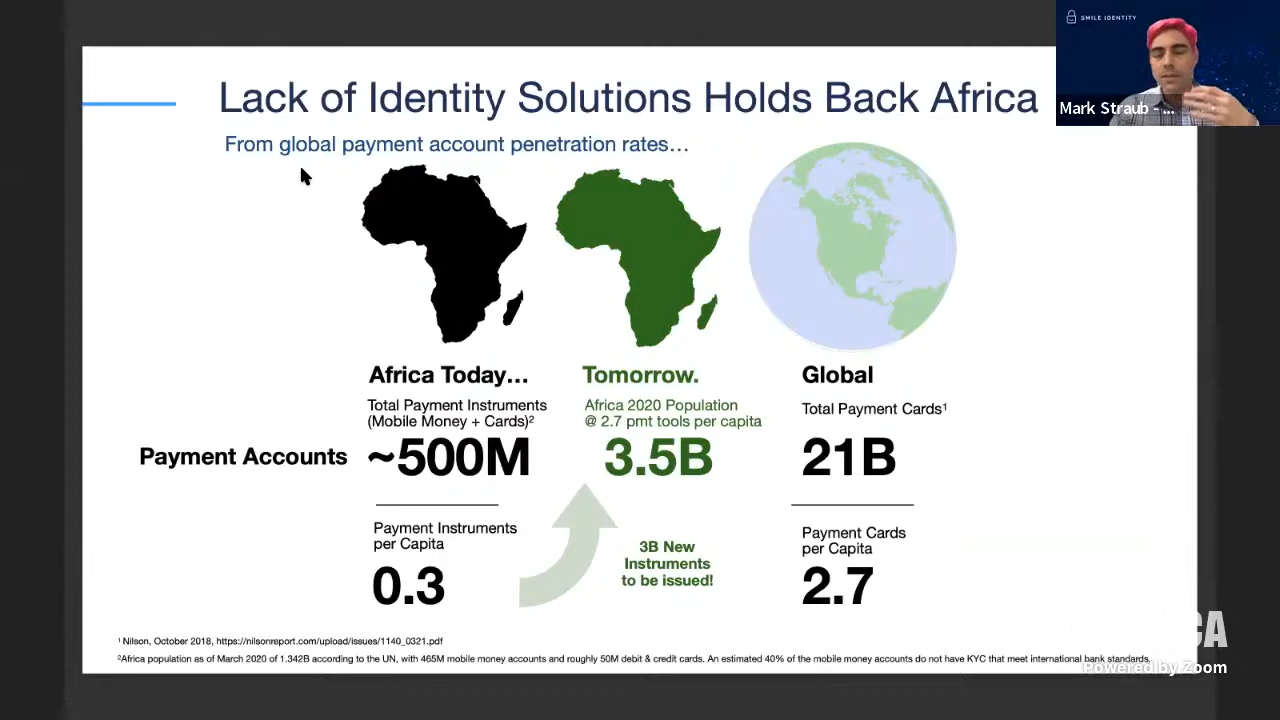 SMILE IDENTITY
Mark Straub - ...
Lack of Identity Solutions Holds Back Africa
From global payment account penetration rates…
Africa Today…
Total Payment Instruments
(Mobile Money + Cards)²
Payment Accounts ~500M
Payment Instruments
per Capita
0.3
Tomorrow.
Africa 2020 Population
@ 2.7 pmt tools per capita
3.5B
3B New
Instruments
to be issued!
Global
Total Payment Cards¹
21B
Payment Cards
per Capita
2.7
¹ Nilson, October 2018, https://nilsonreport.com/upload/issues/1140_0321.pdf
²Africa population as of March 2020 of 1.342B according to the UN, with 465M mobile money accounts and roughly 50M debit & credit cards. An estimated 40% of the mobile money accounts do not have KYC that meet international bank standards.
Powered by Zoom